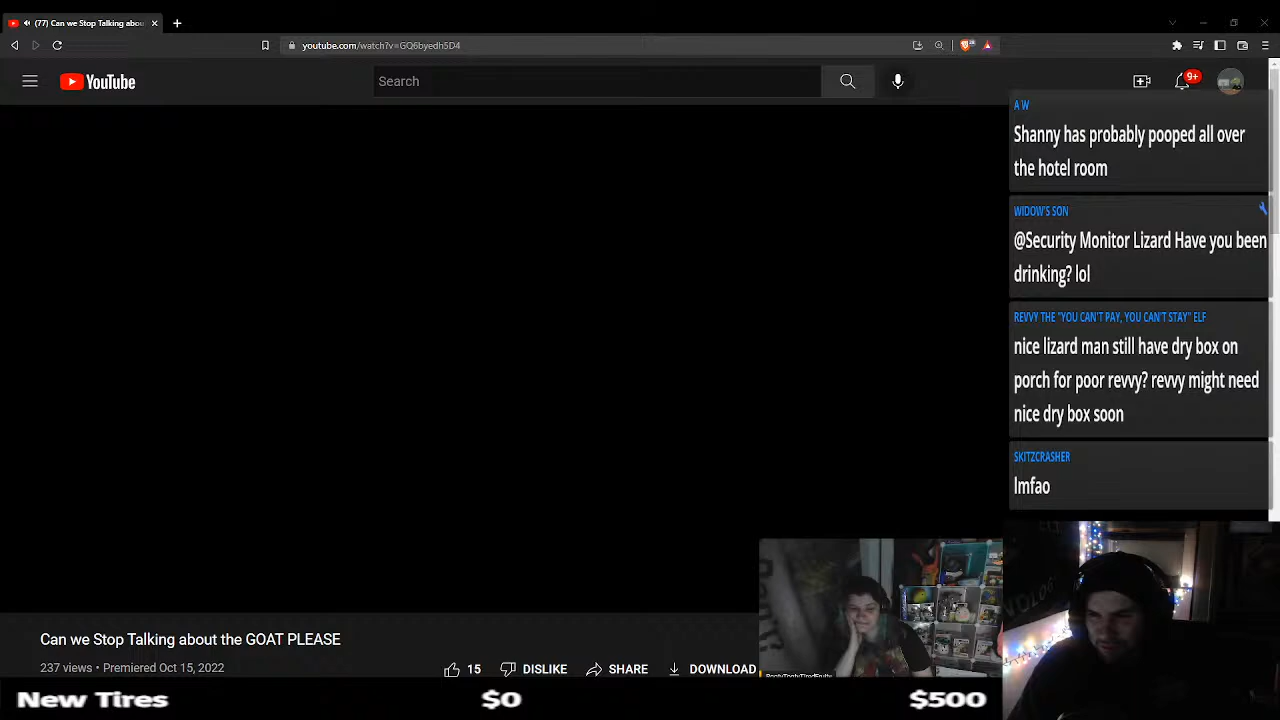 (77) Can we Stop Talking abou
youtube.com/watch?v=GQ6byedh5D4
28
YouTube
Search
9+
A W
Shanny has probably pooped all over
the hotel room
WIDOW'S SON
@Security Monitor Lizard Have you been
drinking? lol
REVVY THE "YOU CAN'T PAY, YOU CAN'T STAY" ELF
nice lizard man still have dry box on
porch for poor revvy? revvy might need
nice dry box soon
SKITZCRASHER
lmfao
Can we Stop Talking about the GOAT PLEASE
237 views • Premiered Oct 15, 2022
15 DISLIKE SHARE DOWNLOAD
New Tires $0 $500